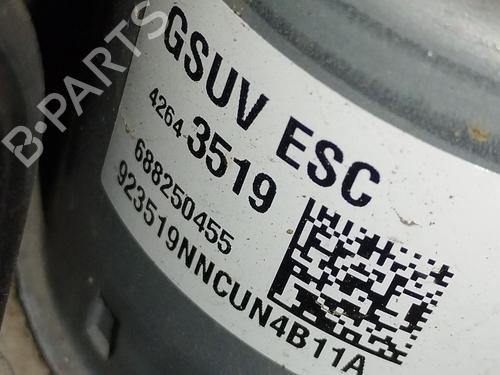 B-PARTS
GSUV ESC
4264 3519
688250455
923519NNCUN4B11A